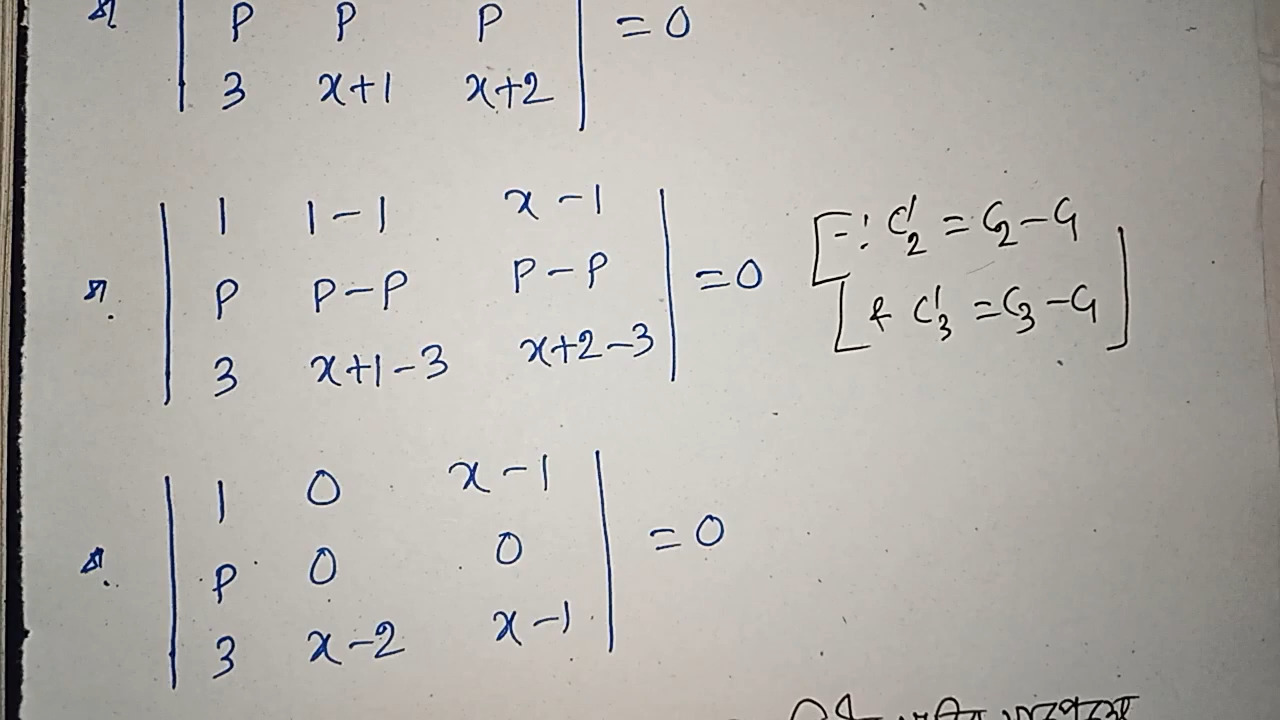 বা | P P P | = 0
| 3 x+1 x+2 |
| 1 1-1 x-1 |
বা. | P P-P P-P | = 0 [∵ C'₂ = C₂-C₁
| 3 x+1-3 x+2-3 | & C'₃ = C₃-C₁]
| 1 0 x-1 |
বা. | P 0 0 | = 0
| 3 x-2 x-1 |